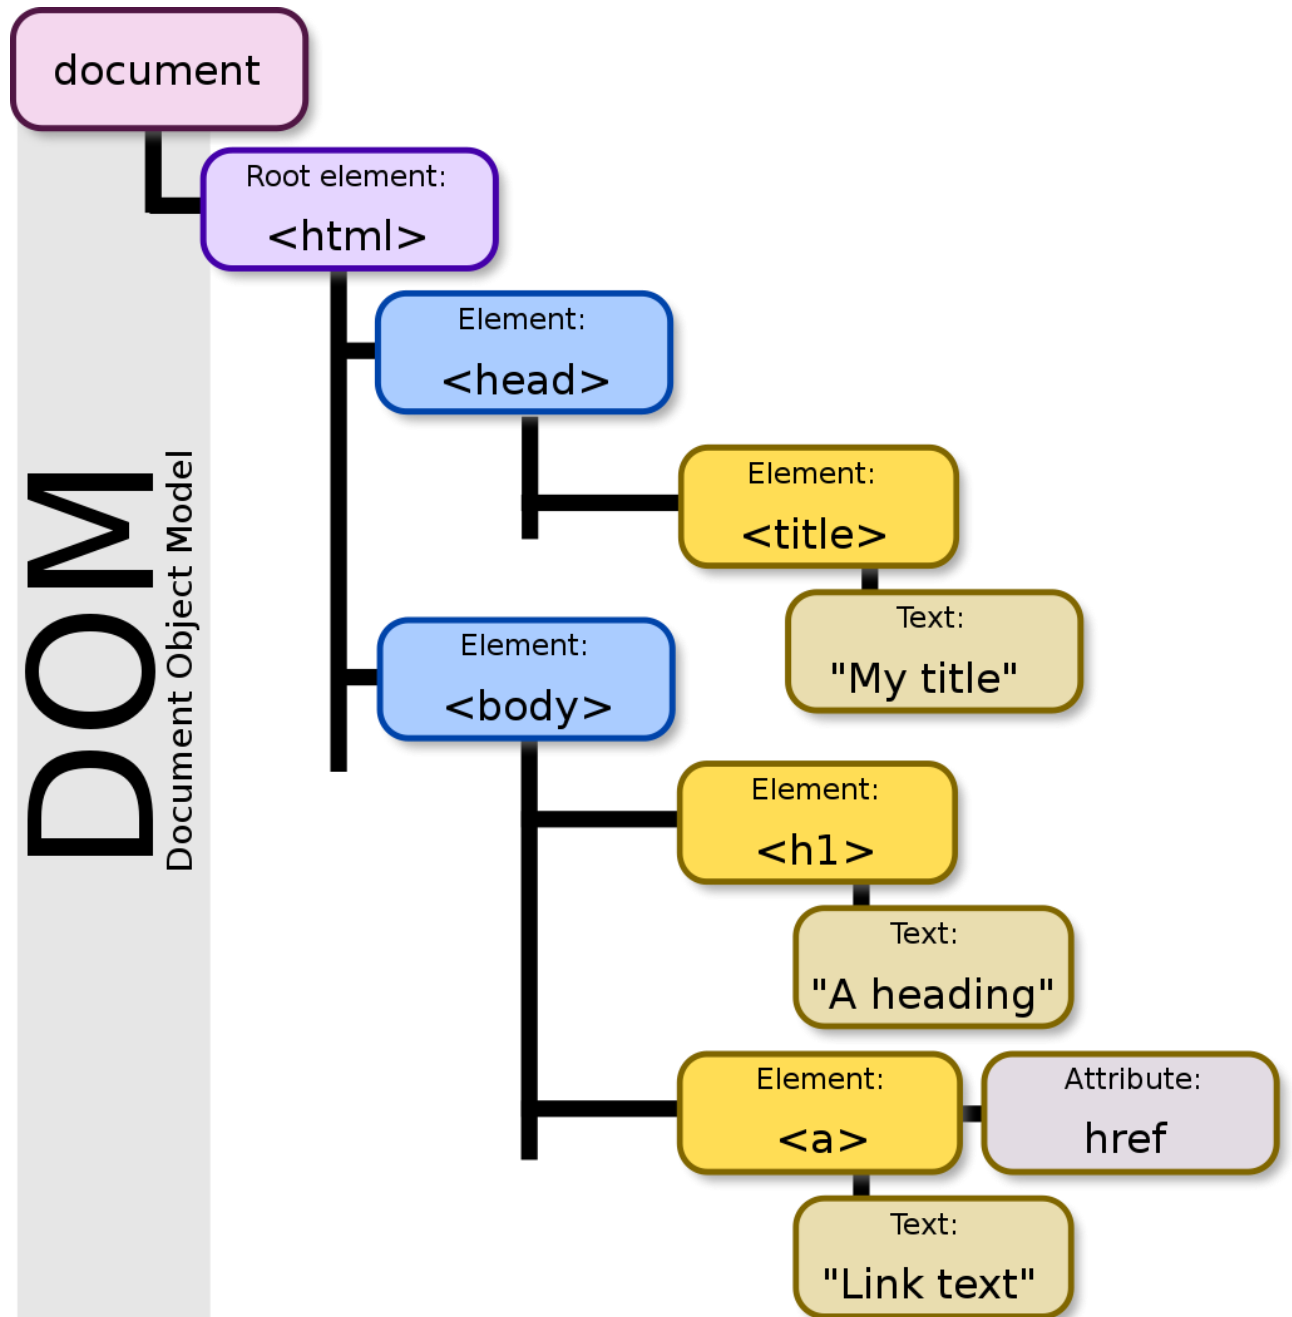 document
Root element:
<html>
Element:
<head>
Element:
<title>
Text:
"My title"
Element:
<body>
Element:
<h1>
Text:
"A heading"
Element:
<a>
Attribute:
href
Text:
"Link text"
DOM
Document Object Model